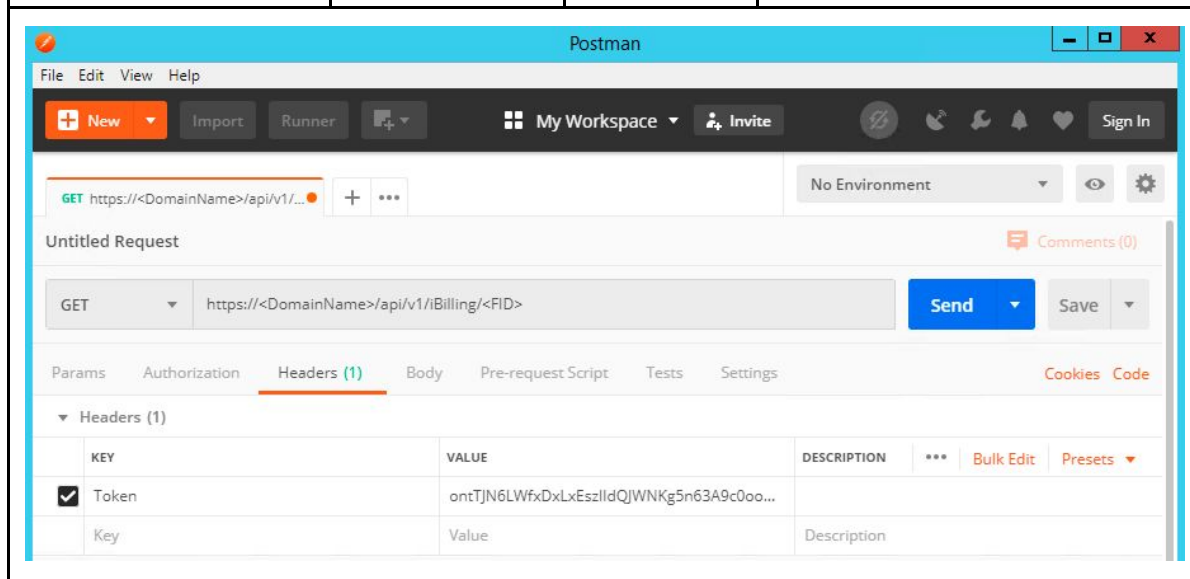 Postman
File Edit View Help
New Import Runner My Workspace Invite Sign In
GET https://<DomainName>/api/v1/... No Environment
Untitled Request Comments (0)
GET https://<DomainName>/api/v1/iBilling/<FID> Send Save
Params Authorization Headers (1) Body Pre-request Script Tests Settings Cookies Code
Headers (1)
KEY VALUE DESCRIPTION Bulk Edit Presets
Token ontTJN6LWfxDxLxEszIIdQJWNKg5n63A9c0oo...
Key Value Description